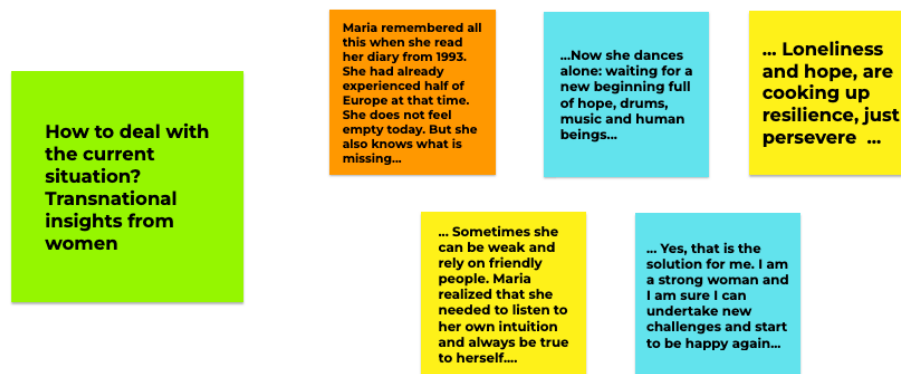 How to deal with
the current
situation?
Transnational
insights from
women
Maria remembered all
this when she read
her diary from 1993.
She had already
experienced half of
Europe at that time.
She does not feel
empty today. But she
also knows what is
missing...
...Now she dances
alone: waiting for a
new beginning full
of hope, drums,
music and human
beings...
... Loneliness
and hope, are
cooking up
resilience, just
persevere ...
... Sometimes she
can be weak and
rely on friendly
people. Maria
realized that she
needed to listen to
her own intuition
and always be true
to herself....
... Yes, that is the
solution for me. I am
a strong woman and
I am sure I can
undertake new
challenges and start
to be happy again...